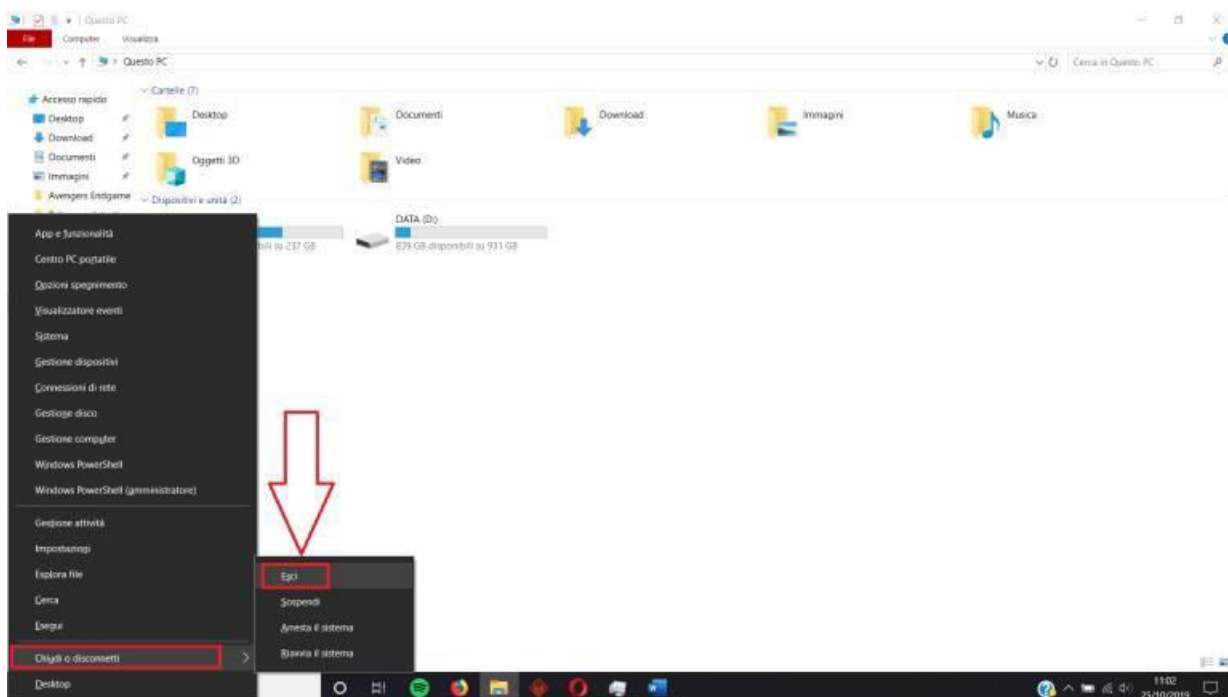 Questo PC
File Computer Visualizza
Questo PC
Cerca in Questo PC
Accesso rapido
Desktop
Download
Documenti
Immagini
Avengers Endgame
Cartelle (7)
Desktop
Documenti
Download
Immagini
Musica
Oggetti 3D
Video
Dispositivi e unità (2)
bili su 237 GB
DATA (D:)
839 GB disponibili su 931 GB
App e funzionalità
Centro PC portatile
Opzioni spegnimento
Visualizzatore eventi
Sistema
Gestione dispositivi
Connessioni di rete
Gestione disco
Gestione computer
Windows PowerShell
Windows PowerShell (amministratore)
Gestione attività
Impostazioni
Esplora file
Cerca
Esegui
Chiudi o disconnetti
Desktop
Esci
Sospendi
Arresta il sistema
Riavvia il sistema
11:02
25/10/2019